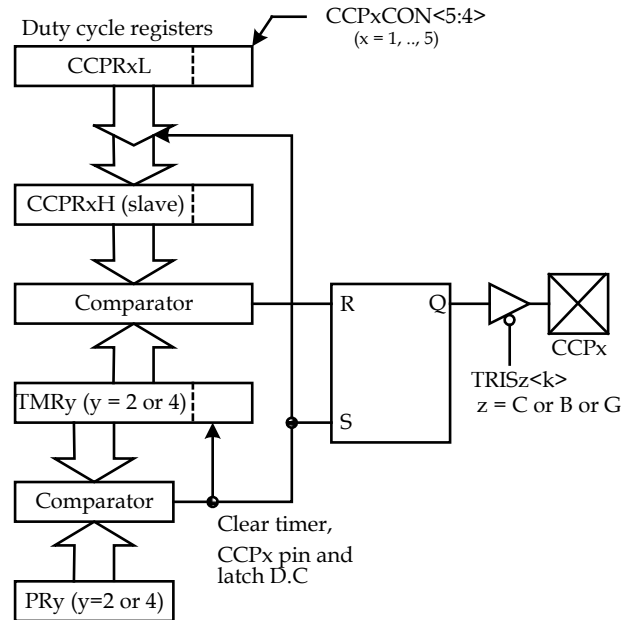 Duty cycle registers
CCPxCON<5:4>
(x = 1, .., 5)
CCPRxL
CCPRxH (slave)
Comparator
R
Q
CCPx
TRISz<k>
z = C or B or G
TMRy (y = 2 or 4)
S
Comparator
Clear timer,
CCPx pin and
latch D.C
PRy (y=2 or 4)